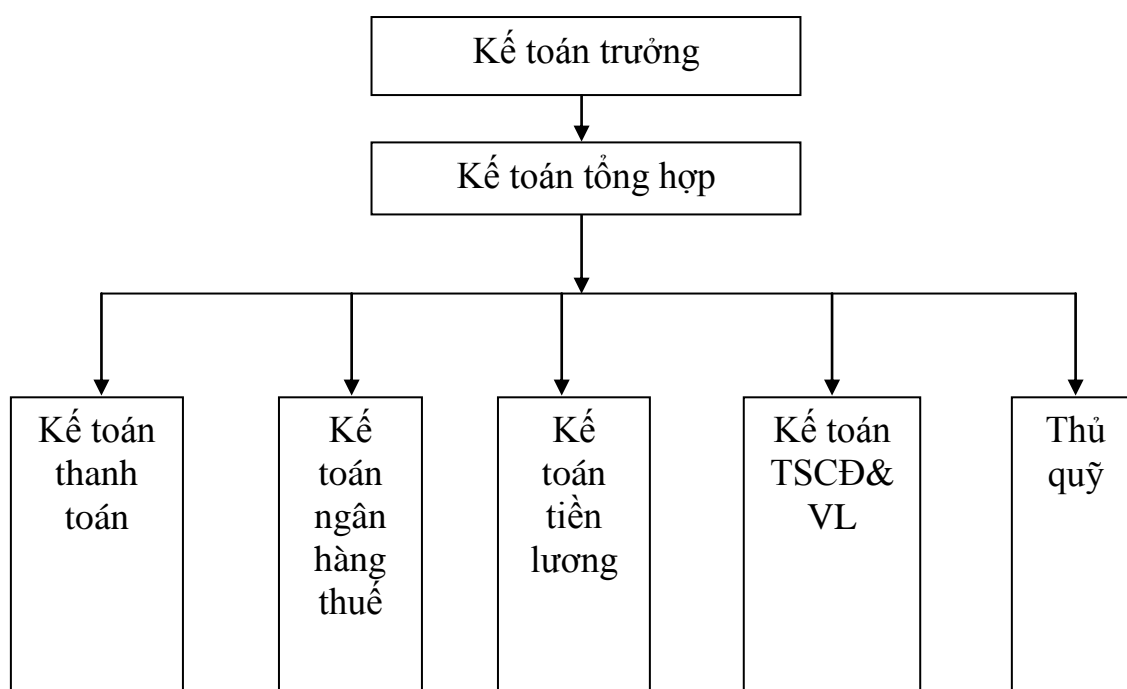 Kế toán trưởng
Kế toán tổng hợp
Kế toán
thanh
toán
Kế
toán
ngân
hàng
thuế
Kế
toán
tiền
lương
Kế toán
TSCĐ&
VL
Thủ
quỹ